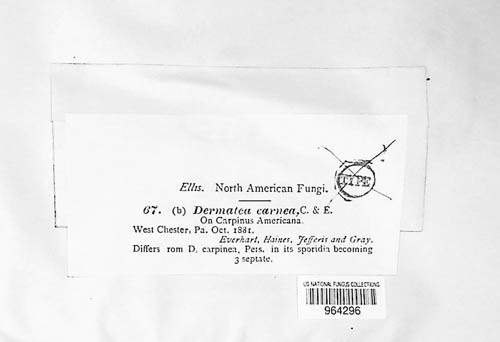 Ellis. North American Fungi.
TYPE
67. (b) Dermatea carnea, C. & E.
On Carpinus Americana.
West Chester, Pa. Oct. 1881.
Everhart, Haines, Jefferis and Gray.
Differs rom D. carpinea, Pers. in its sporidia becoming
3 septate.
US NATIONAL FUNGUS COLLECTIONS
964296